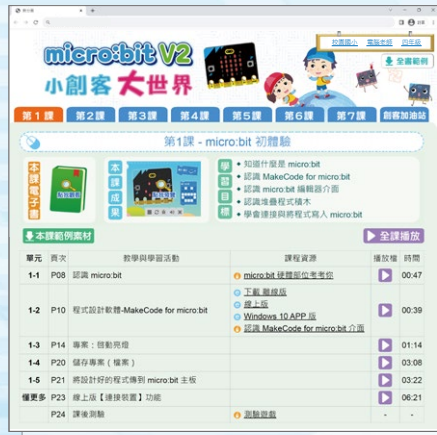 校園國小 電腦老師 四年級
micro:bit V2
小創客大世界
全書範例
第1課 第2課 第3課 第4課 第5課 第6課 第7課 創客加油站
第1課 - micro:bit 初體驗
本課電子書
本課成果
學習目標
• 知道什麼是 micro:bit
• 認識 MakeCode for micro:bit
• 認識 micro:bit 編輯器介面
• 認識堆疊程式積木
• 學會連接與將程式寫入 micro:bit
本課範例素材 全課播放
單元 頁次 教學與學習活動 課程資源 播放檔 時間
1-1 P08 認識 micro:bit micro:bit 硬體部位考考你 00:47
1-2 P10 程式設計軟體-MakeCode for micro:bit 下載 離線版 00:39
線上版
Windows 10 APP 版
認識 MakeCode for micro:bit 介面
1-3 P14 專案：啟動亮燈 01:14
1-4 P20 儲存專案（檔案） 03:08
1-5 P21 將設計好的程式傳到 micro:bit 主板 03:22
懂更多 P23 線上版【連接裝置】功能 06:21
P24 課後測驗 測驗遊戲 - -